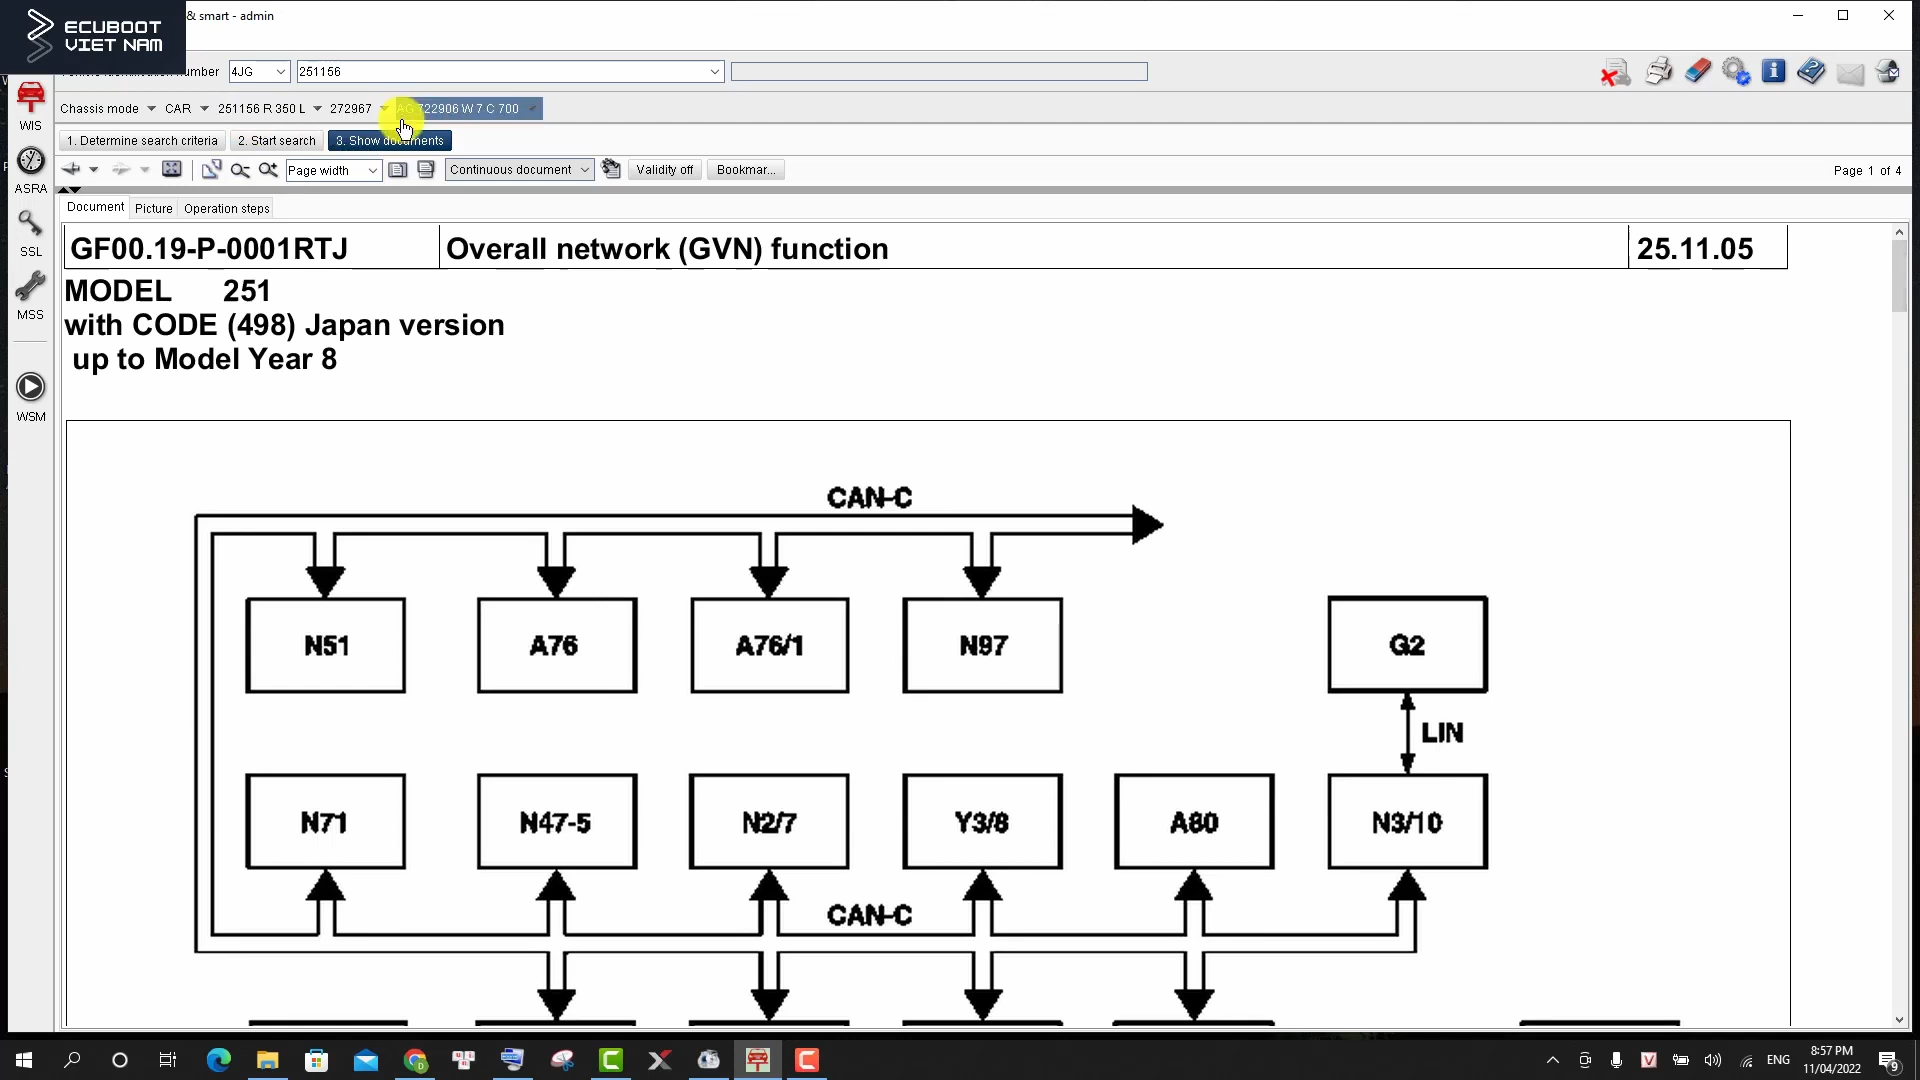 ECUBOOT
VIET NAM
& smart - admin
number 4JG 251156
Chassis mode CAR 251156 R 350 L 272967 AG 722906 W 7 C 700
1. Determine search criteria 2. Start search 3. Show documents
Page width Continuous document Validity off Bookmar... Page 1 of 4
Document Picture Operation steps
WIS
ASRA
SSL
MSS
WSM
GF00.19-P-0001RTJ Overall network (GVN) function 25.11.05
MODEL 251
with CODE (498) Japan version
up to Model Year 8
CAN-C
N51 A76 A76/1 N97 G2
LIN
N71 N47-5 N2/7 Y3/8 A80 N3/10
CAN-C
ENG 8:57 PM
11/04/2022 9